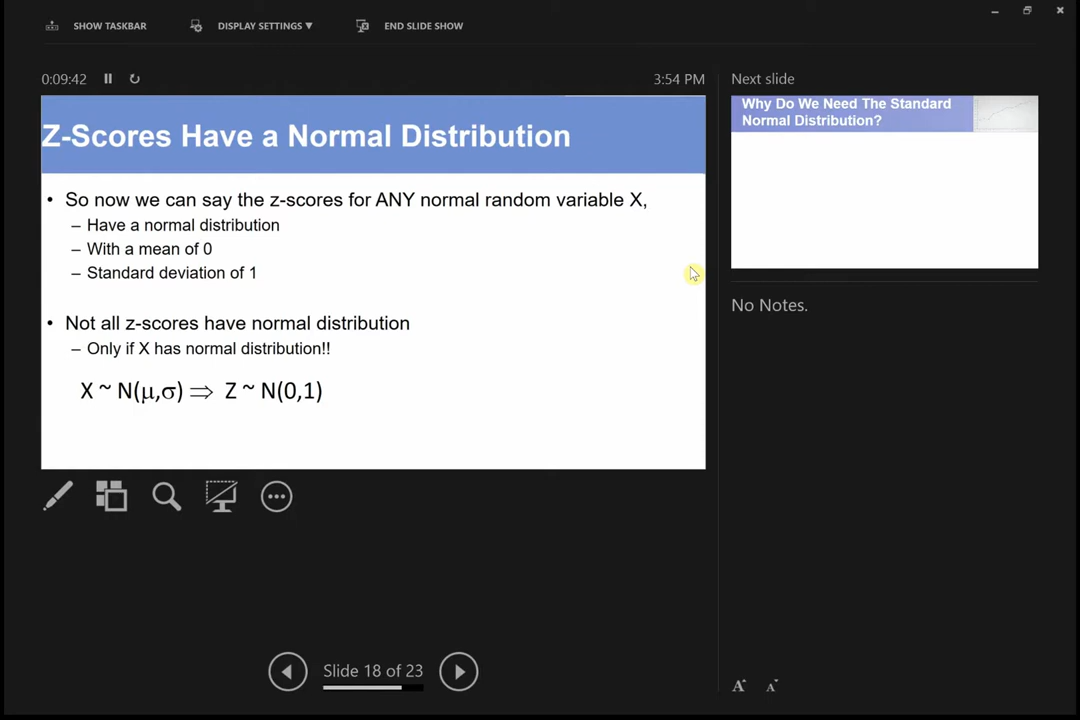 SHOW TASKBAR
DISPLAY SETTINGS ▼
END SLIDE SHOW
0:09:42
3:54 PM
Next slide
Z-Scores Have a Normal Distribution
• So now we can say the z-scores for ANY normal random variable X,
– Have a normal distribution
– With a mean of 0
– Standard deviation of 1
• Not all z-scores have normal distribution
– Only if X has normal distribution!!
X ~ N(μ,σ) ⇒ Z ~ N(0,1)
Why Do We Need The Standard
Normal Distribution?
No Notes.
Slide 18 of 23
A A